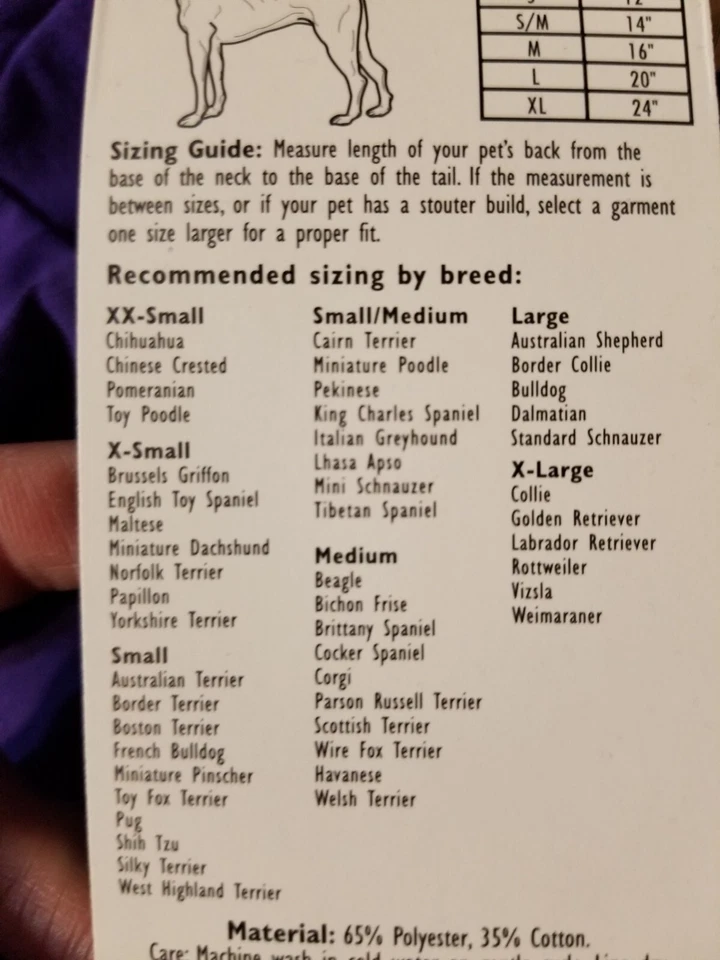 S/M 14"
M 16"
L 20"
XL 24"
Sizing Guide: Measure length of your pet's back from the
base of the neck to the base of the tail. If the measurement is
between sizes, or if your pet has a stouter build, select a garment
one size larger for a proper fit.
Recommended sizing by breed:
XX-Small
Chihuahua
Chinese Crested
Pomeranian
Toy Poodle
X-Small
Brussels Griffon
English Toy Spaniel
Maltese
Miniature Dachshund
Norfolk Terrier
Papillon
Yorkshire Terrier
Small
Australian Terrier
Border Terrier
Boston Terrier
French Bulldog
Miniature Pinscher
Toy Fox Terrier
Pug
Shih Tzu
Silky Terrier
West Highland Terrier
Small/Medium
Cairn Terrier
Miniature Poodle
Pekinese
King Charles Spaniel
Italian Greyhound
Lhasa Apso
Mini Schnauzer
Tibetan Spaniel
Medium
Beagle
Bichon Frise
Brittany Spaniel
Cocker Spaniel
Corgi
Parson Russell Terrier
Scottish Terrier
Wire Fox Terrier
Havanese
Welsh Terrier
Large
Australian Shepherd
Border Collie
Bulldog
Dalmatian
Standard Schnauzer
X-Large
Collie
Golden Retriever
Labrador Retriever
Rottweiler
Vizsla
Weimaraner
Material: 65% Polyester, 35% Cotton.
Care: Machine wash in cold water